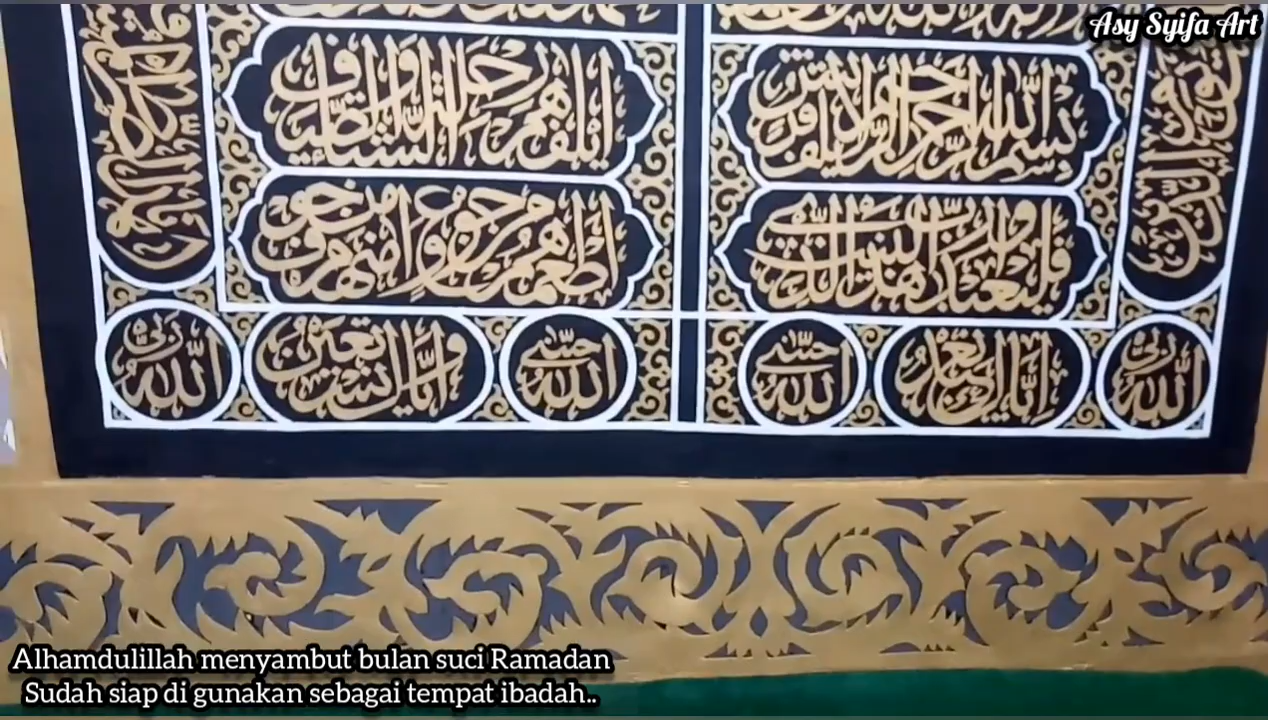 Asy Syifa Art
بسم الله الرحمن الرحيم لإيلف قريش
إيلفهم رحلة الشتاء والصيف
فليعبدوا رب هذا البيت الذي
أطعمهم من جوع وآمنهم من خوف
الله ربي
إياك نعبد
الله حسبي
الله حسبي
وإياك نستعين
الله ربي
Alhamdulillah menyambut bulan suci Ramadan
Sudah siap di gunakan sebagai tempat ibadah..